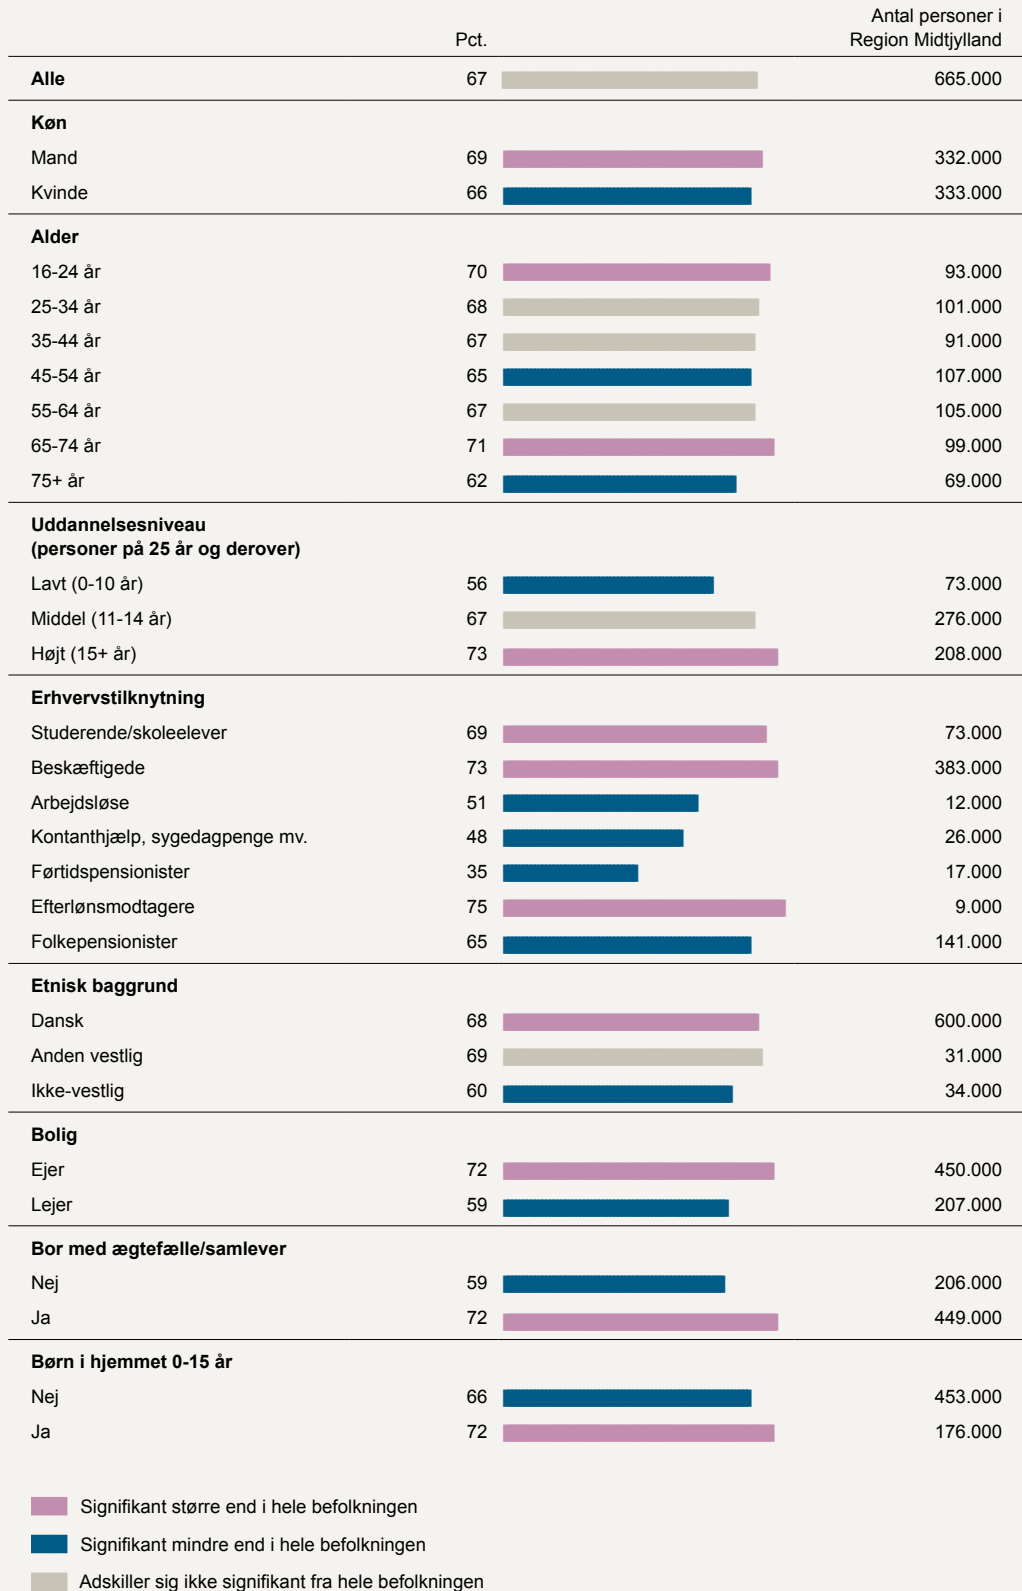 Antal personer i
Pct. Region Midtjylland
Alle 67 665.000
Køn
Mand 69 332.000
Kvinde 66 333.000
Alder
16-24 år 70 93.000
25-34 år 68 101.000
35-44 år 67 91.000
45-54 år 65 107.000
55-64 år 67 105.000
65-74 år 71 99.000
75+ år 62 69.000
Uddannelsesniveau
(personer på 25 år og derover)
Lavt (0-10 år) 56 73.000
Middel (11-14 år) 67 276.000
Højt (15+ år) 73 208.000
Erhvervstilknytning
Studerende/skoleelever 69 73.000
Beskæftigede 73 383.000
Arbejdsløse 51 12.000
Kontanthjælp, sygedagpenge mv. 48 26.000
Førtidspensionister 35 17.000
Efterlønsmodtagere 75 9.000
Folkepensionister 65 141.000
Etnisk baggrund
Dansk 68 600.000
Anden vestlig 69 31.000
Ikke-vestlig 60 34.000
Bolig
Ejer 72 450.000
Lejer 59 207.000
Bor med ægtefælle/samlever
Nej 59 206.000
Ja 72 449.000
Børn i hjemmet 0-15 år
Nej 66 453.000
Ja 72 176.000
Signifikant større end i hele befolkningen
Signifikant mindre end i hele befolkningen
Adskiller sig ikke signifikant fra hele befolkningen